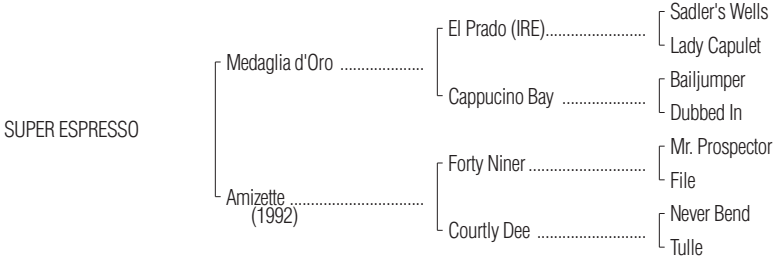 Sadler's Wells
El Prado (IRE)........................
Lady Capulet
Medaglia d'Oro ....................
Bailjumper
Cappucino Bay ....................
Dubbed In
SUPER ESPRESSO
Mr. Prospector
Forty Niner............................
File
Amizette ................................
(1992)
Never Bend
Courtly Dee ..........................
Tulle